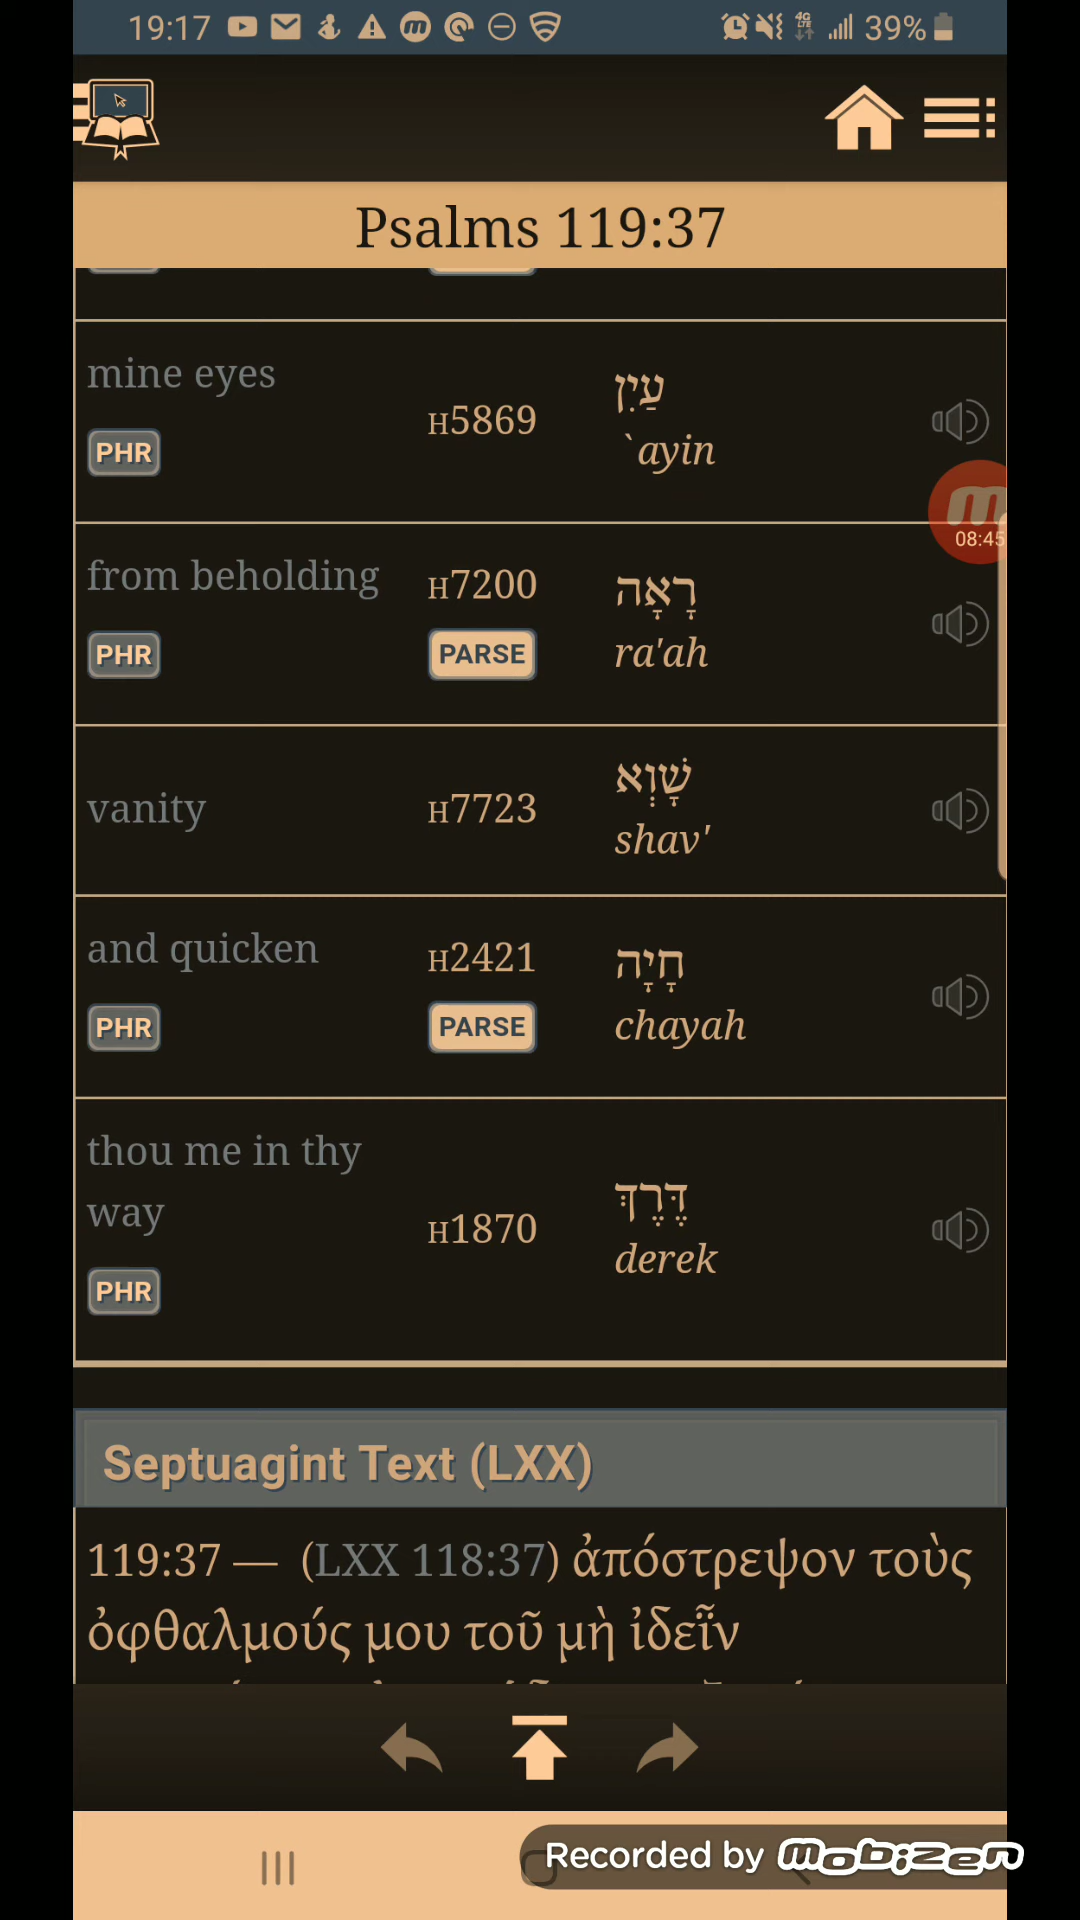 19:17
4G LTE 39%
Psalms 119:37
mine eyes
PHR
H5869
עַיִן
`ayin
08:45
from beholding
PHR
H7200
PARSE
רָאָה
ra'ah
vanity
H7723
שָׁוְא
shav'
and quicken
PHR
H2421
PARSE
חָיָה
chayah
thou me in thy
way
PHR
H1870
דֶּרֶךְ
derek
Septuagint Text (LXX)
119:37 — (LXX 118:37) ἀπόστρεψον τοὺς
ὀφθαλμούς μου τοῦ μὴ ἰδεῗν
Recorded by mobizen